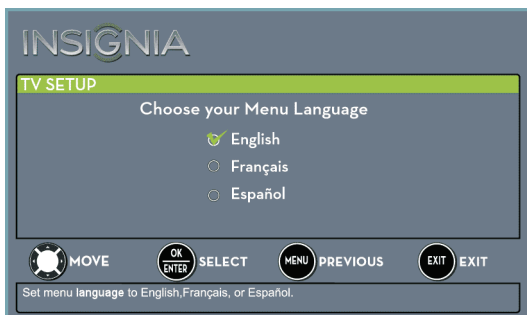 INSIGNIA
TV SETUP
Choose your Menu Language
English
Français
Español
MOVE OK ENTER SELECT MENU PREVIOUS EXIT EXIT
Set menu language to English,Français, or Español.